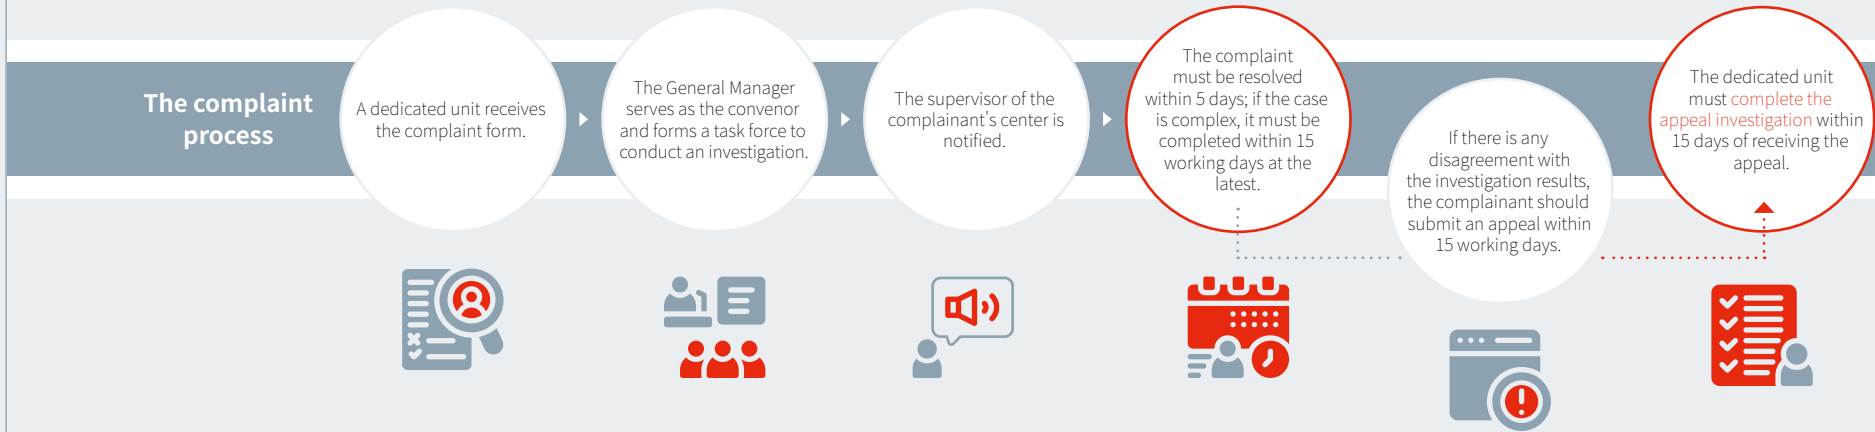 The complaint
process
A dedicated unit receives
the complaint form.
The General Manager
serves as the convenor
and forms a task force to
conduct an investigation.
The supervisor of the
complainant's center is
notified.
The complaint
must be resolved
within 5 days; if the case
is complex, it must be
completed within 15
working days at the
latest.
If there is any
disagreement with
the investigation results,
the complainant should
submit an appeal within
15 working days.
The dedicated unit
must complete the
appeal investigation within
15 days of receiving the
appeal.